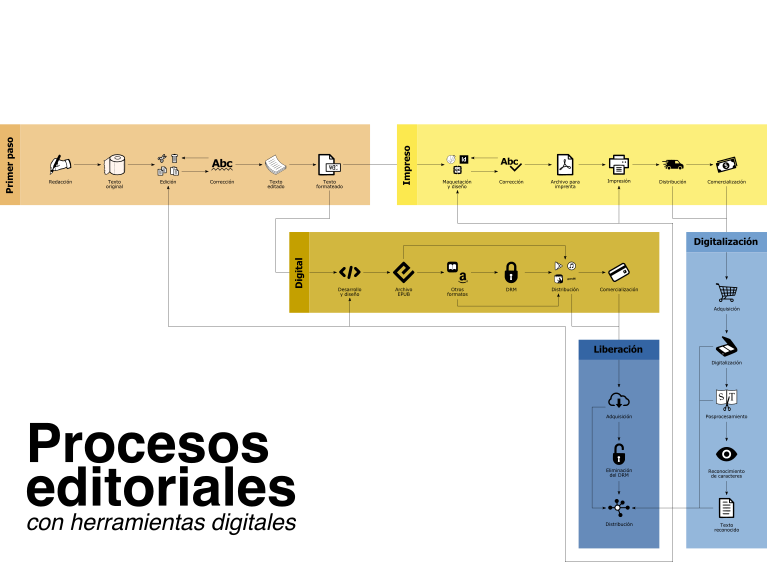 Primer paso
Redacción
Texto
original
Edición
Abc
Corrección
Texto
editado
W
Texto
formateado
Impreso
Maquetación
y diseño
Abc
Corrección
Archivo para
imprenta
Impresión
Distribución
Comercialización
Digital
</>
Desarrollo
y diseño
Archivo
EPUB
a
Otros
formatos
DRM
Distribución
Comercialización
Digitalización
Adquisición
Digitalización
S T
Posprocesamiento
Reconocimiento
de caracteres
Texto
reconocido
Liberación
Adquisición
Eliminación
del DRM
Distribución
Procesos
editoriales
con herramientas digitales